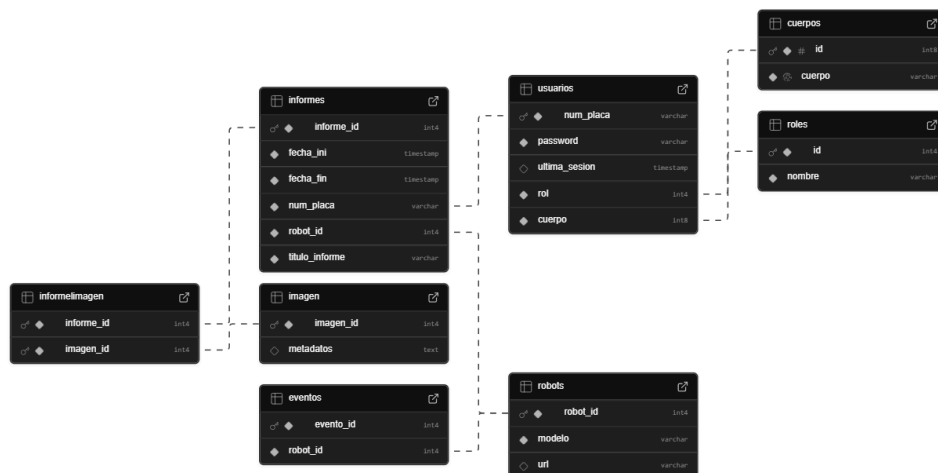 cuerpos
# id int8
cuerpo varchar
roles
id int4
nombre varchar
usuarios
num_placa varchar
password varchar
ultima_sesion timestamp
rol int4
cuerpo int8
informes
informe_id int4
fecha_ini timestamp
fecha_fin timestamp
num_placa varchar
robot_id int4
titulo_informe varchar
informeImagen
informe_id int4
imagen_id int4
imagen
imagen_id int4
metadatos text
eventos
evento_id int4
robot_id int4
robots
robot_id int4
modelo varchar
url varchar